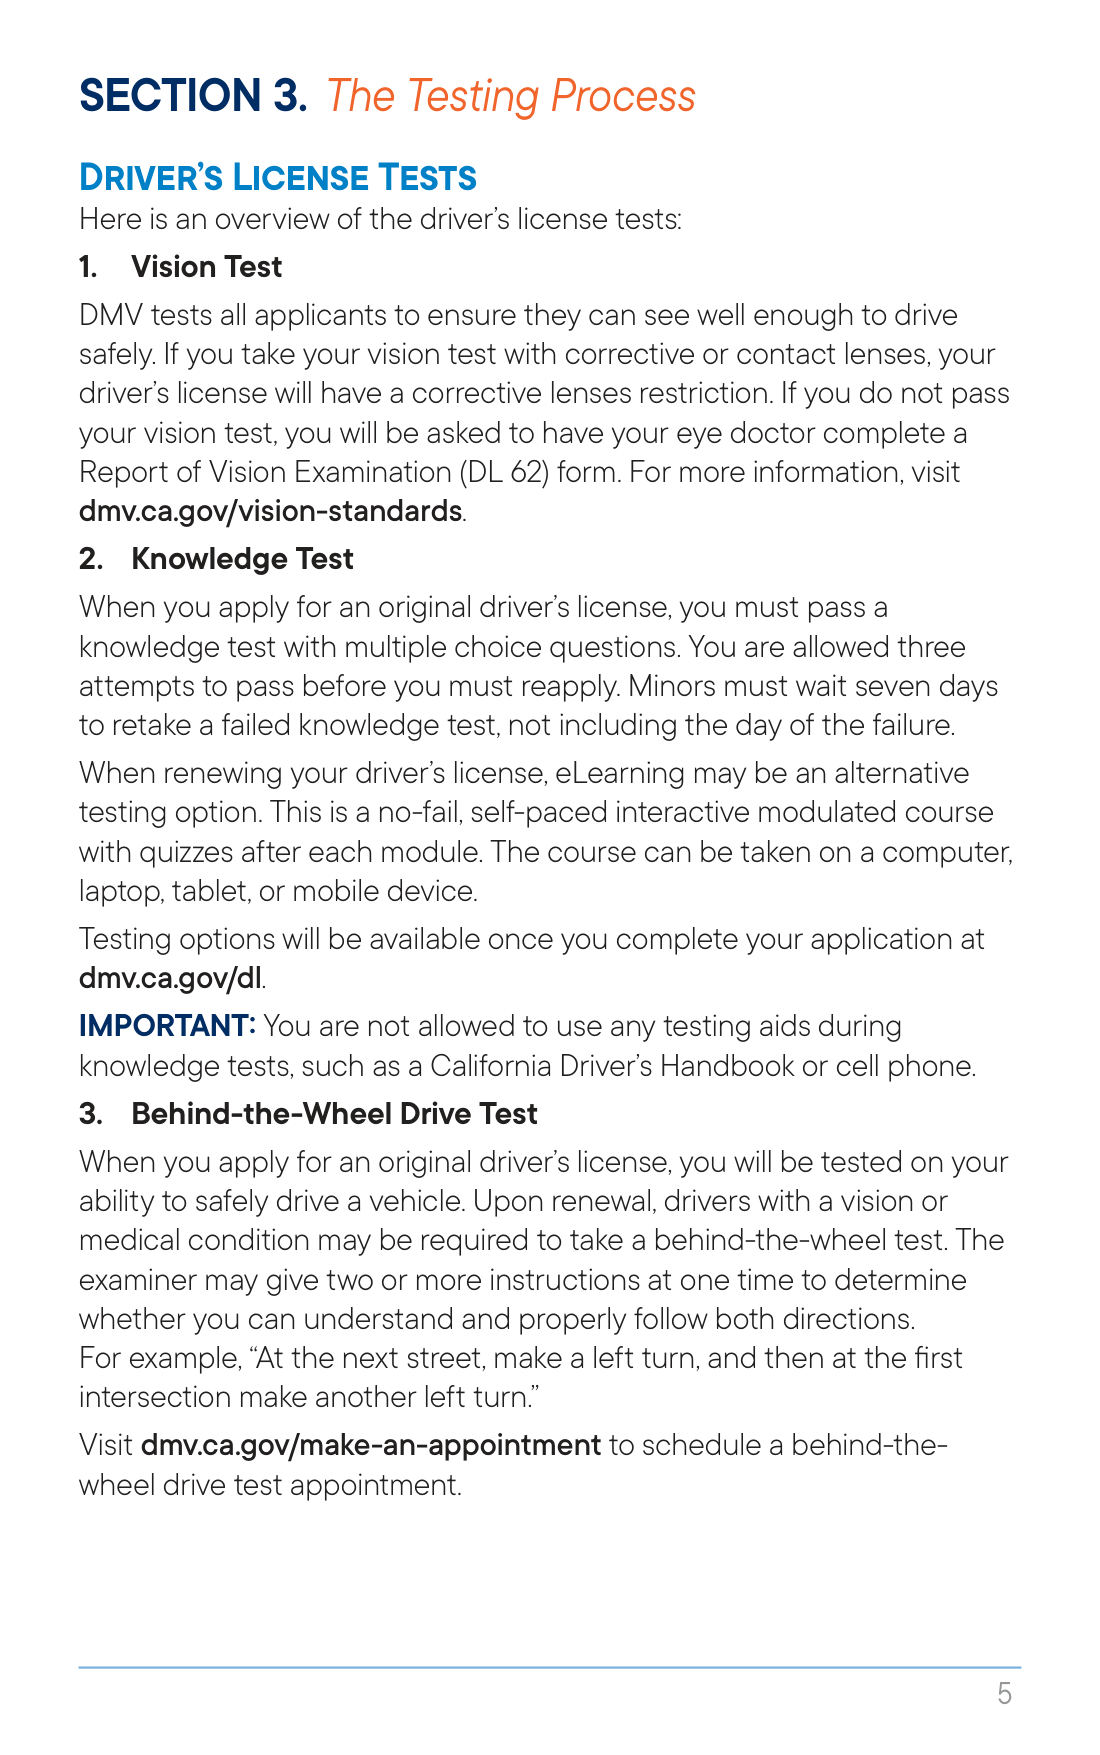 SECTION 3. The Testing Process
DRIVER’S LICENSE TESTS
Here is an overview of the driver’s license tests:
1. Vision Test
DMV tests all applicants to ensure they can see well enough to drive
safely. If you take your vision test with corrective or contact lenses, your
driver’s license will have a corrective lenses restriction. If you do not pass
your vision test, you will be asked to have your eye doctor complete a
Report of Vision Examination (DL 62) form. For more information, visit
dmv.ca.gov/vision-standards.
2. Knowledge Test
When you apply for an original driver’s license, you must pass a
knowledge test with multiple choice questions. You are allowed three
attempts to pass before you must reapply. Minors must wait seven days
to retake a failed knowledge test, not including the day of the failure.
When renewing your driver’s license, eLearning may be an alternative
testing option. This is a no-fail, self-paced interactive modulated course
with quizzes after each module. The course can be taken on a computer,
laptop, tablet, or mobile device.
Testing options will be available once you complete your application at
dmv.ca.gov/dl.
IMPORTANT: You are not allowed to use any testing aids during
knowledge tests, such as a California Driver’s Handbook or cell phone.
3. Behind-the-Wheel Drive Test
When you apply for an original driver’s license, you will be tested on your
ability to safely drive a vehicle. Upon renewal, drivers with a vision or
medical condition may be required to take a behind-the-wheel test. The
examiner may give two or more instructions at one time to determine
whether you can understand and properly follow both directions.
For example, “At the next street, make a left turn, and then at the first
intersection make another left turn.”
Visit dmv.ca.gov/make-an-appointment to schedule a behind-the-
wheel drive test appointment.
5